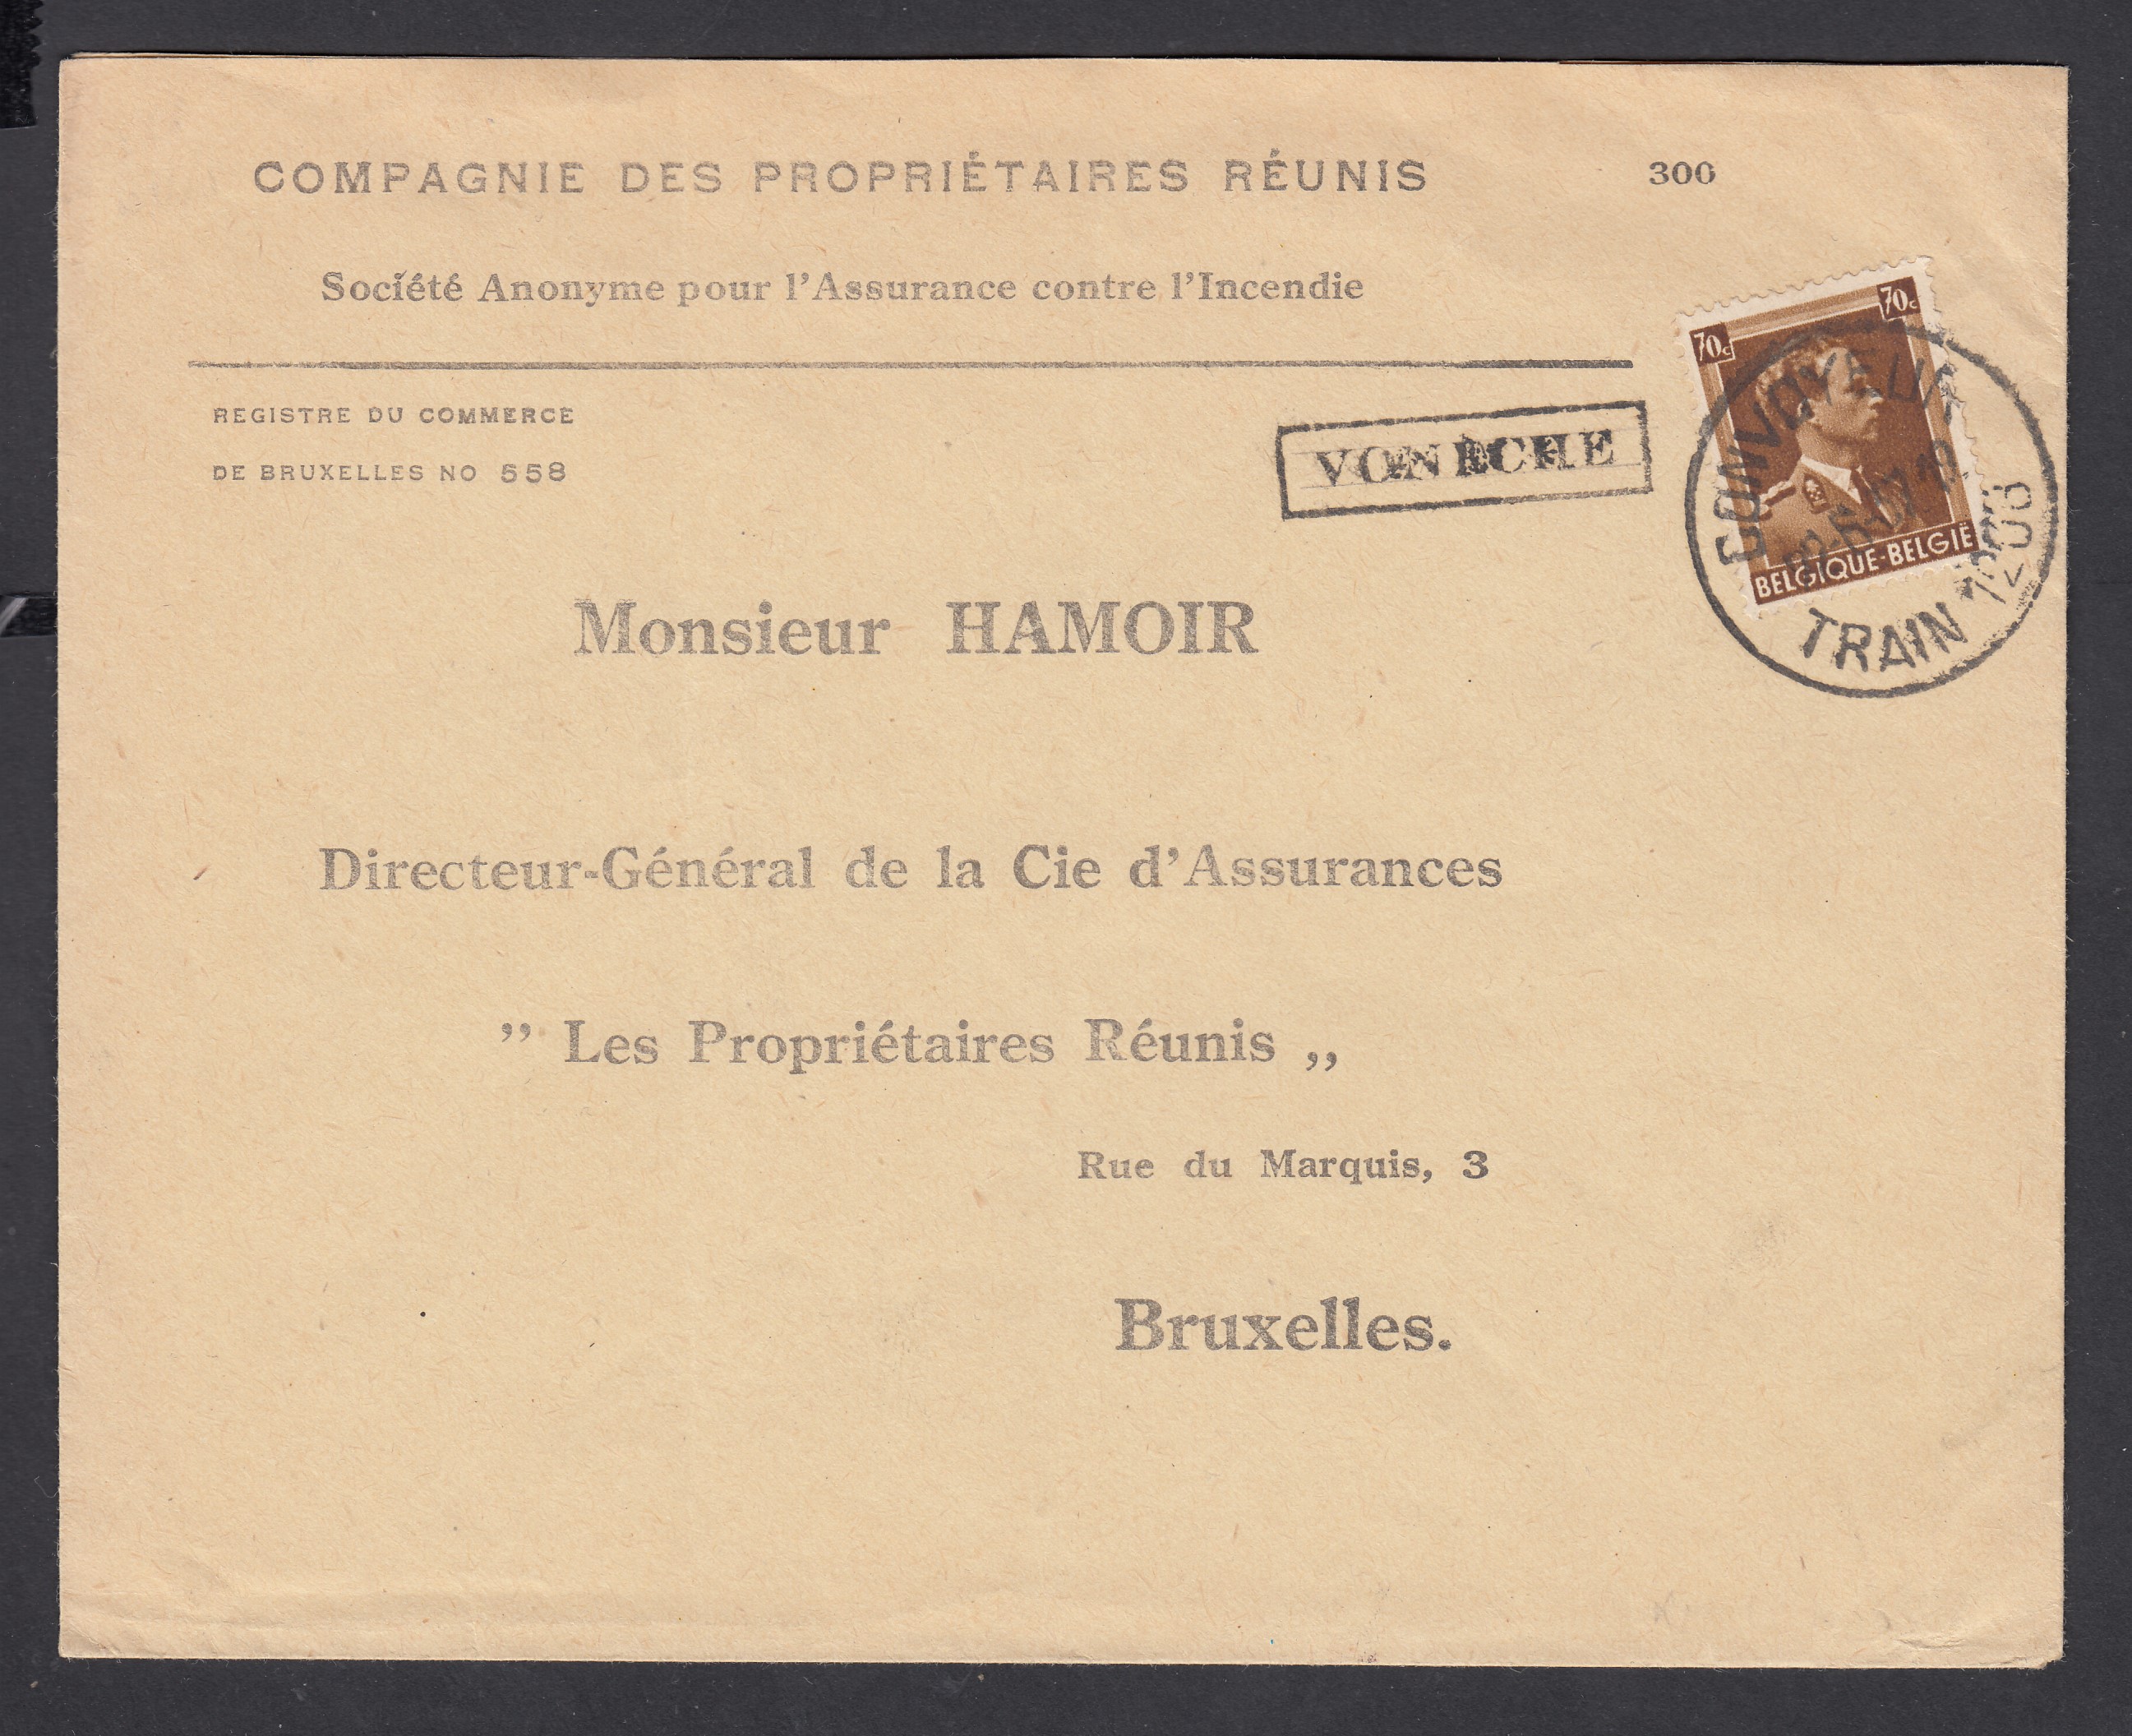 COMPAGNIE DES PROPRIÉTAIRES RÉUNIS
300
Société Anonyme pour l'Assurance contre l'Incendie
REGISTRE DU COMMERCE
DE BRUXELLES NO 558
VONÊCHE
70c 70c
BELGIQUE-BELGIË
CONVOYEUR
TRAIN
Monsieur HAMOIR
Directeur-Général de la Cie d'Assurances
” Les Propriétaires Réunis „
Rue du Marquis, 3
Bruxelles.